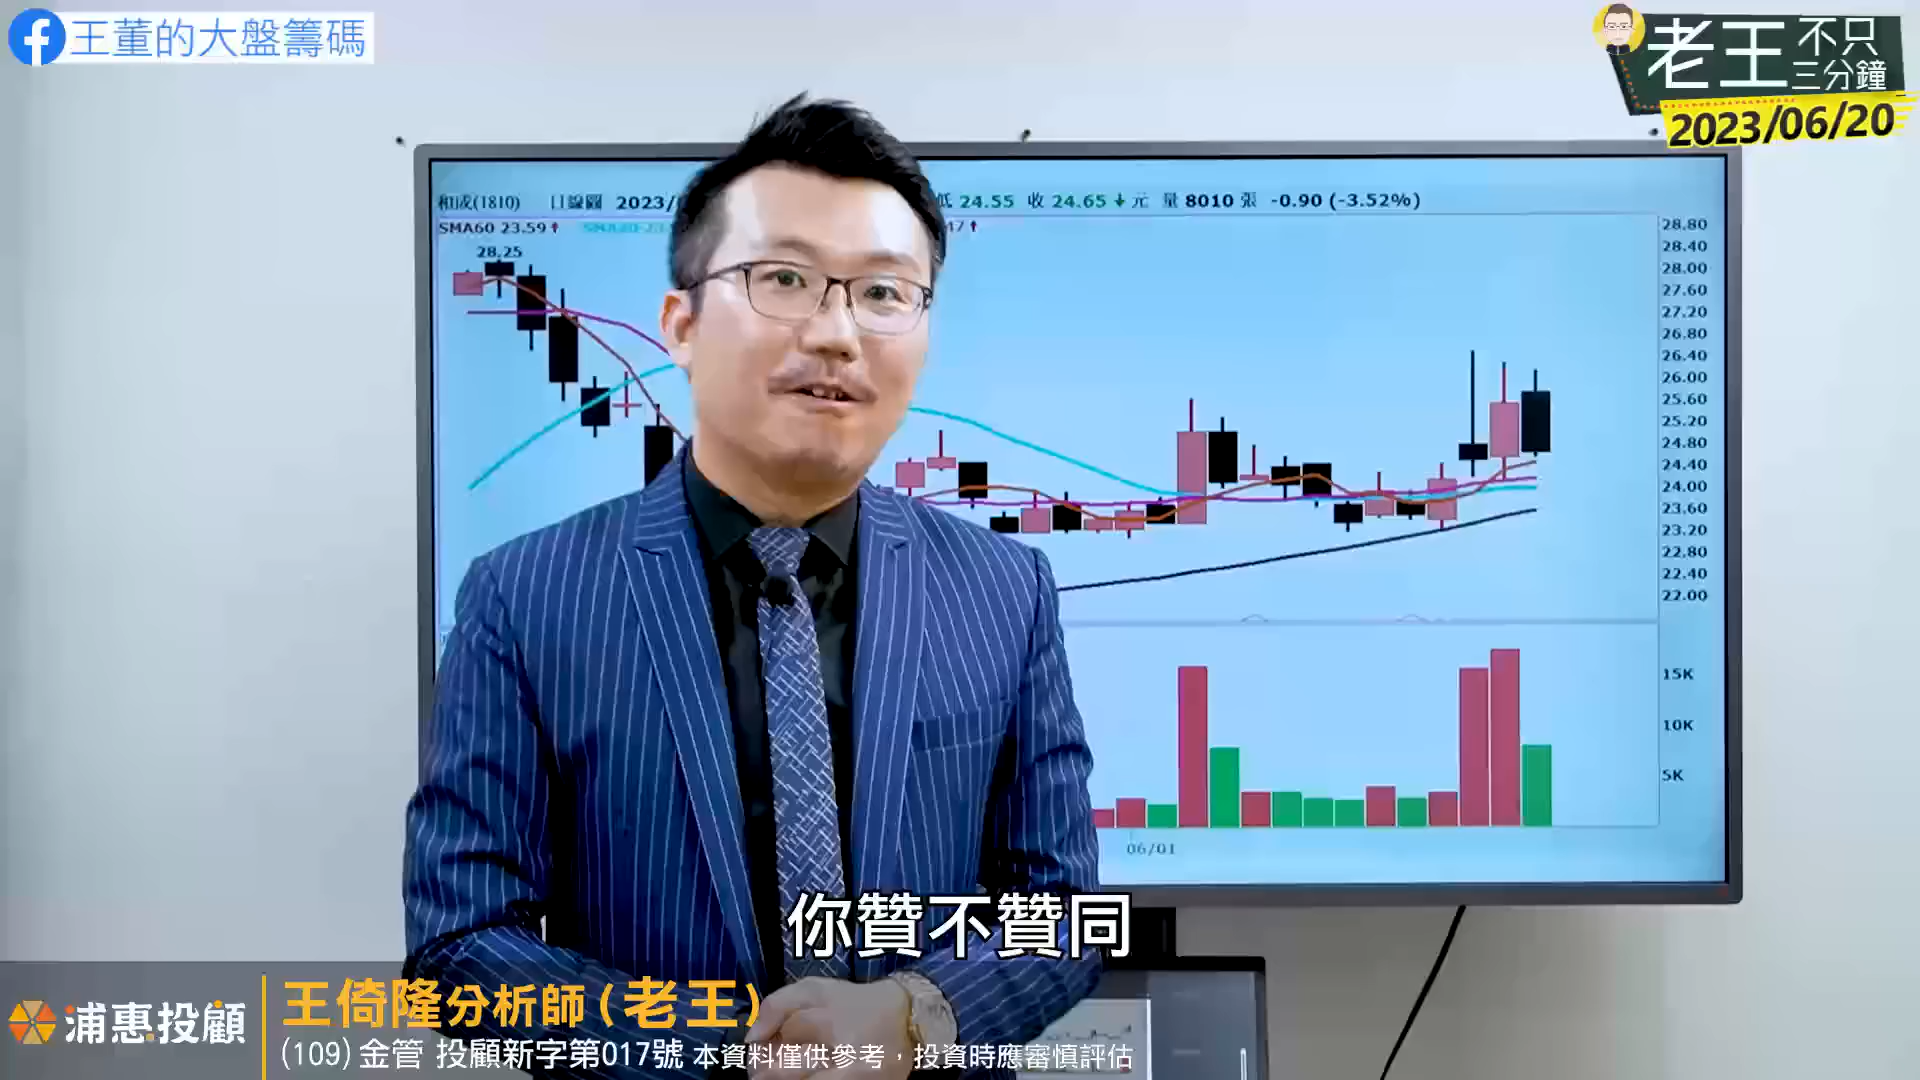 王董的大盤籌碼
老王不只三分鐘
2023/06/20
和成(1810) 日線圖 2023/
低 24.55 收 24.65↓元 量 8010 張 -0.90 (-3.52%)
SMA60 23.59↑
47↑
28.25
28.80
28.40
28.00
27.60
27.20
26.80
26.40
26.00
25.60
25.20
24.80
24.40
24.00
23.60
23.20
22.80
22.40
22.00
15K
10K
5K
06/01
你贊不贊同
浦惠投顧
王倚隆分析師(老王)
(109) 金管 投顧新字第017號 本資料僅供參考，投資時應審慎評估